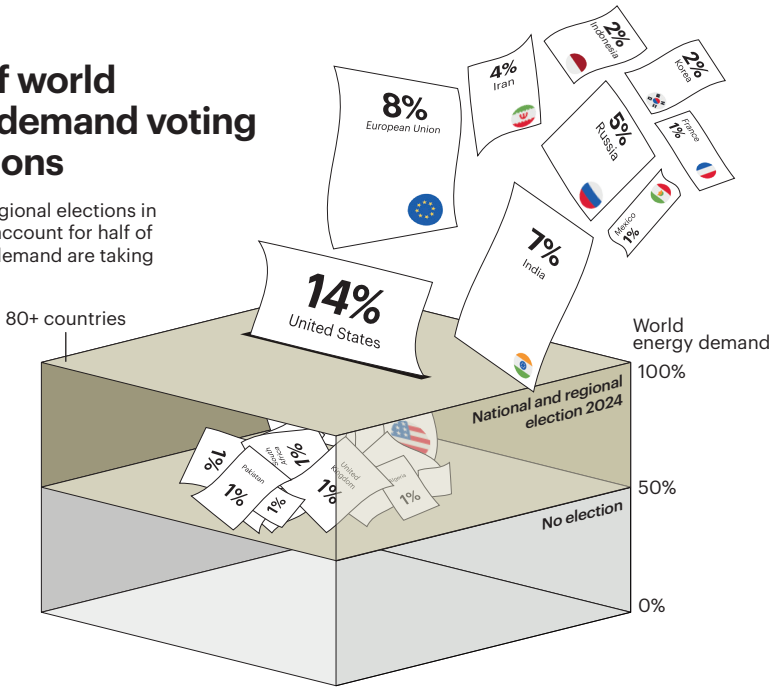 f world
demand voting
ons
gional elections in
account for half of
demand are taking
80+ countries
8%
European Union
4%
Iran
2%
Indonesia
2%
Korea
5%
Russia
1%
France
1%
Mexico
7%
India
14%
United States
World
energy demand
100%
National and regional
election 2024
50%
No election
0%
1%
1%
South
Africa
Pakistan
1%
1%
United
Kingdom
1%
1%